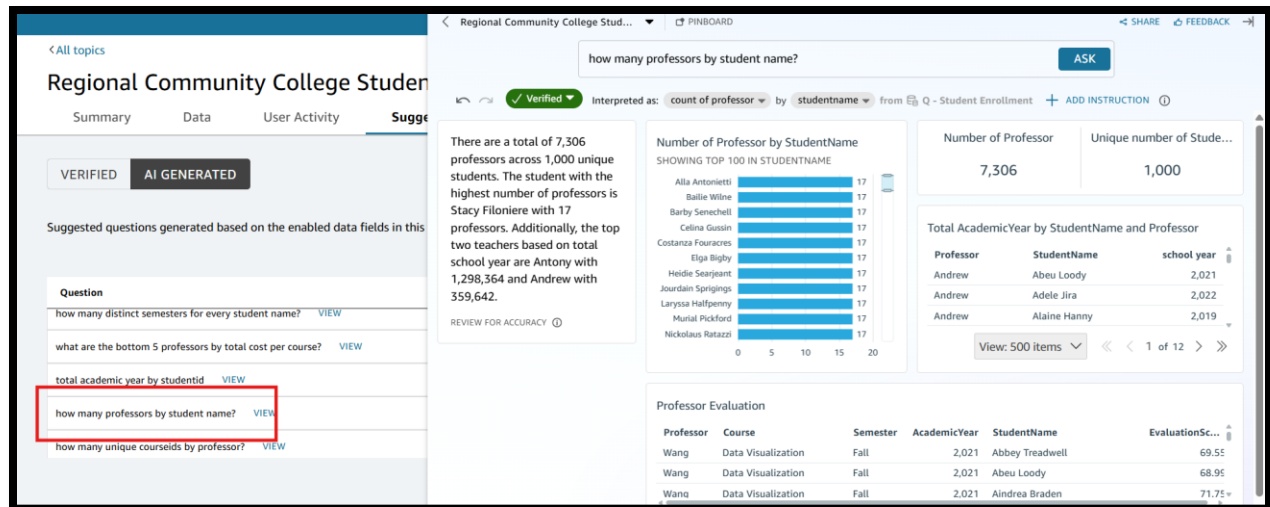 <All topics
Regional Community College Studen
Summary Data User Activity Sugge
VERIFIED AI GENERATED
Suggested questions generated based on the enabled data fields in this
Question
how many distinct semesters for every student name? VIEW
what are the bottom 5 professors by total cost per course? VIEW
total academic year by studentid VIEW
how many professors by student name? VIEW
how many unique courseids by professor? VIEW
Regional Community College Stud... PINBOARD SHARE FEEDBACK
how many professors by student name? ASK
Verified Interpreted as: count of professor by studentname from Q - Student Enrollment ADD INSTRUCTION
There are a total of 7,306
professors across 1,000 unique
students. The student with the
highest number of professors is
Stacy Filoniere with 17
professors. Additionally, the top
two teachers based on total
school year are Antony with
1,298,364 and Andrew with
359,642.
REVIEW FOR ACCURACY
Number of Professor by StudentName
SHOWING TOP 100 IN STUDENTNAME
Alla Antonietti 17
Bailie Wilne 17
Barby Senechell 17
Celina Gussin 17
Costanza Fouracres 17
Elga Bigby 17
Heidie Searjeant 17
Jourdain Sprigings 17
Laryssa Halfpenny 17
Murial Pickford 17
Nickolaus Ratazzi 17
0 5 10 15 20
Number of Professor Unique number of Stude...
7,306 1,000
Total AcademicYear by StudentName and Professor
Professor StudentName school year
Andrew Abeu Loody 2,021
Andrew Adele Jira 2,022
Andrew Alaine Hanny 2,019
View: 500 items 1 of 12
Professor Evaluation
Professor Course Semester AcademicYear StudentName EvaluationSc...
Wang Data Visualization Fall 2,021 Abbey Treadwell 69.55
Wang Data Visualization Fall 2,021 Abeu Loody 68.99
Wang Data Visualization Fall 2,021 Aindrea Braden 71.75